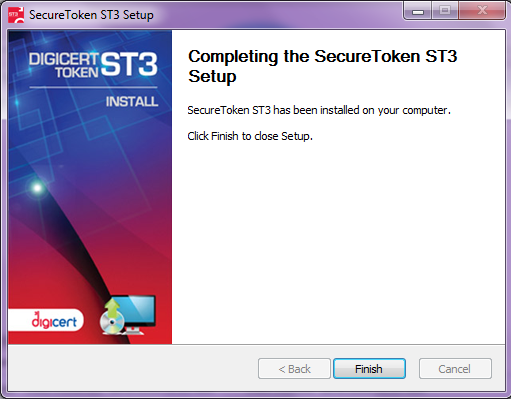 ST3 SecureToken ST3 Setup
DIGICERT
TOKEN ST3
INSTALL
Completing the SecureToken ST3
Setup
SecureToken ST3 has been installed on your computer.
Click Finish to close Setup.
digicert
< Back Finish Cancel